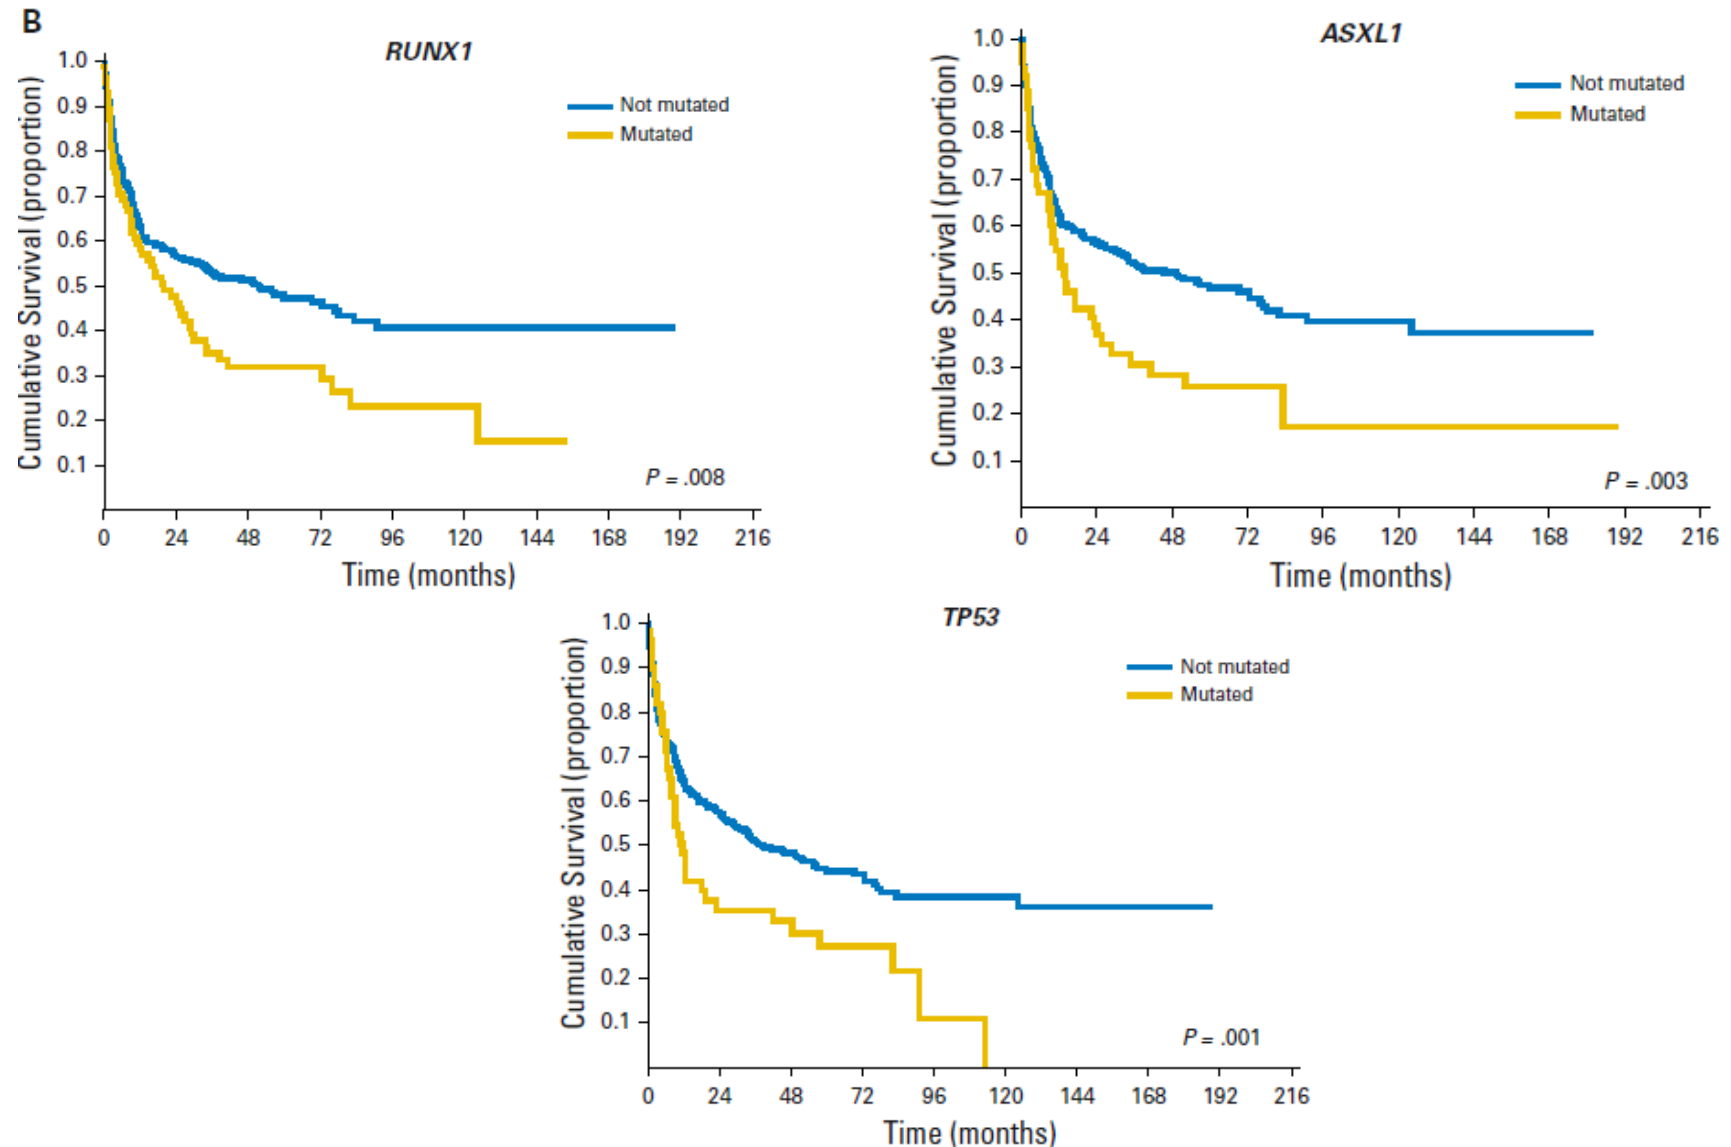 B
RUNX1
Not mutated
Mutated
Cumulative Survival (proportion)
1.0
0.9
0.8
0.7
0.6
0.5
0.4
0.3
0.2
0.1
P = .008
0 24 48 72 96 120 144 168 192 216
Time (months)
ASXL1
Not mutated
Mutated
Cumulative Survival (proportion)
1.0
0.9
0.8
0.7
0.6
0.5
0.4
0.3
0.2
0.1
P = .003
0 24 48 72 96 120 144 168 192 216
Time (months)
TP53
Not mutated
Mutated
Cumulative Survival (proportion)
1.0
0.9
0.8
0.7
0.6
0.5
0.4
0.3
0.2
0.1
P = .001
0 24 48 72 96 120 144 168 192 216
Time (months)